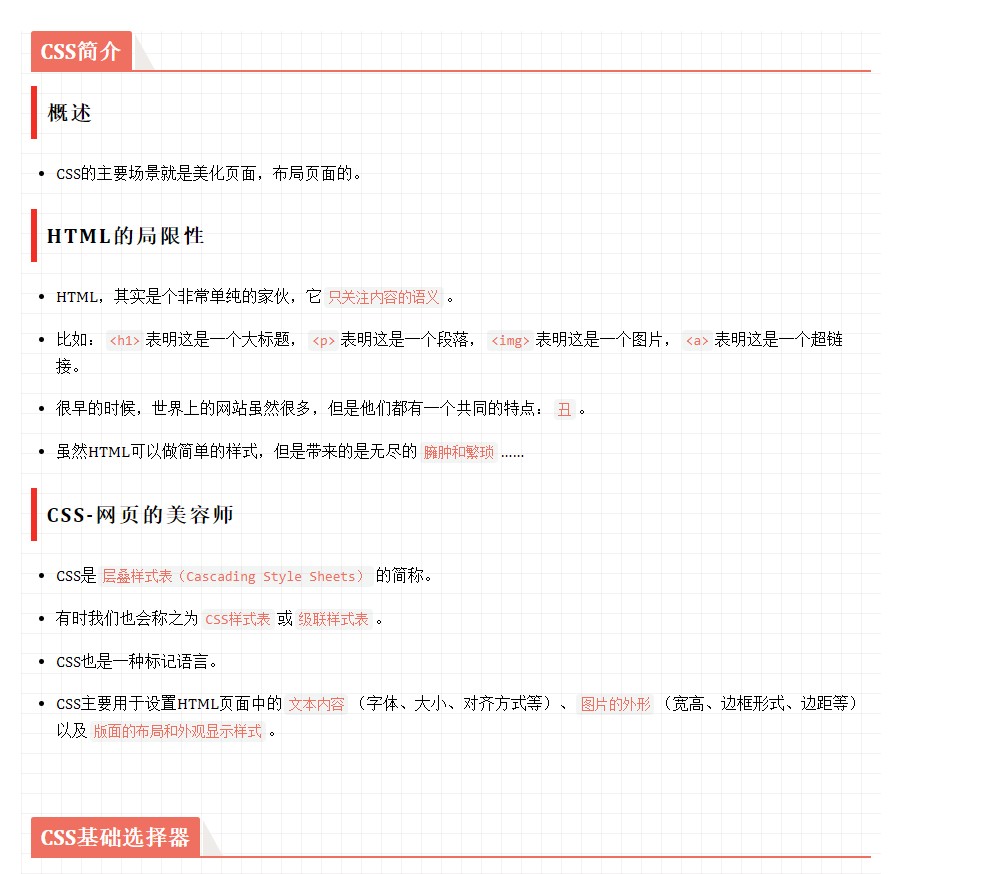 CSS简介
概述
CSS的主要场景就是美化页面，布局页面的。
HTML的局限性
HTML，其实是个非常单纯的家伙，它 只关注内容的语义 。
比如： <h1> 表明这是一个大标题， <p> 表明这是一个段落， <img> 表明这是一个图片， <a> 表明这是一个超链
接。
很早的时候，世界上的网站虽然很多，但是他们都有一个共同的特点： 丑 。
虽然HTML可以做简单的样式，但是带来的是无尽的 臃肿和繁琐 ......
CSS-网页的美容师
CSS是 层叠样式表（Cascading Style Sheets） 的简称。
有时我们也会称之为 CSS样式表 或 级联样式表 。
CSS也是一种标记语言。
CSS主要用于设置HTML页面中的 文本内容 （字体、大小、对齐方式等）、 图片的外形 （宽高、边框形式、边距等）
以及 版面的布局和外观显示样式 。
CSS基础选择器